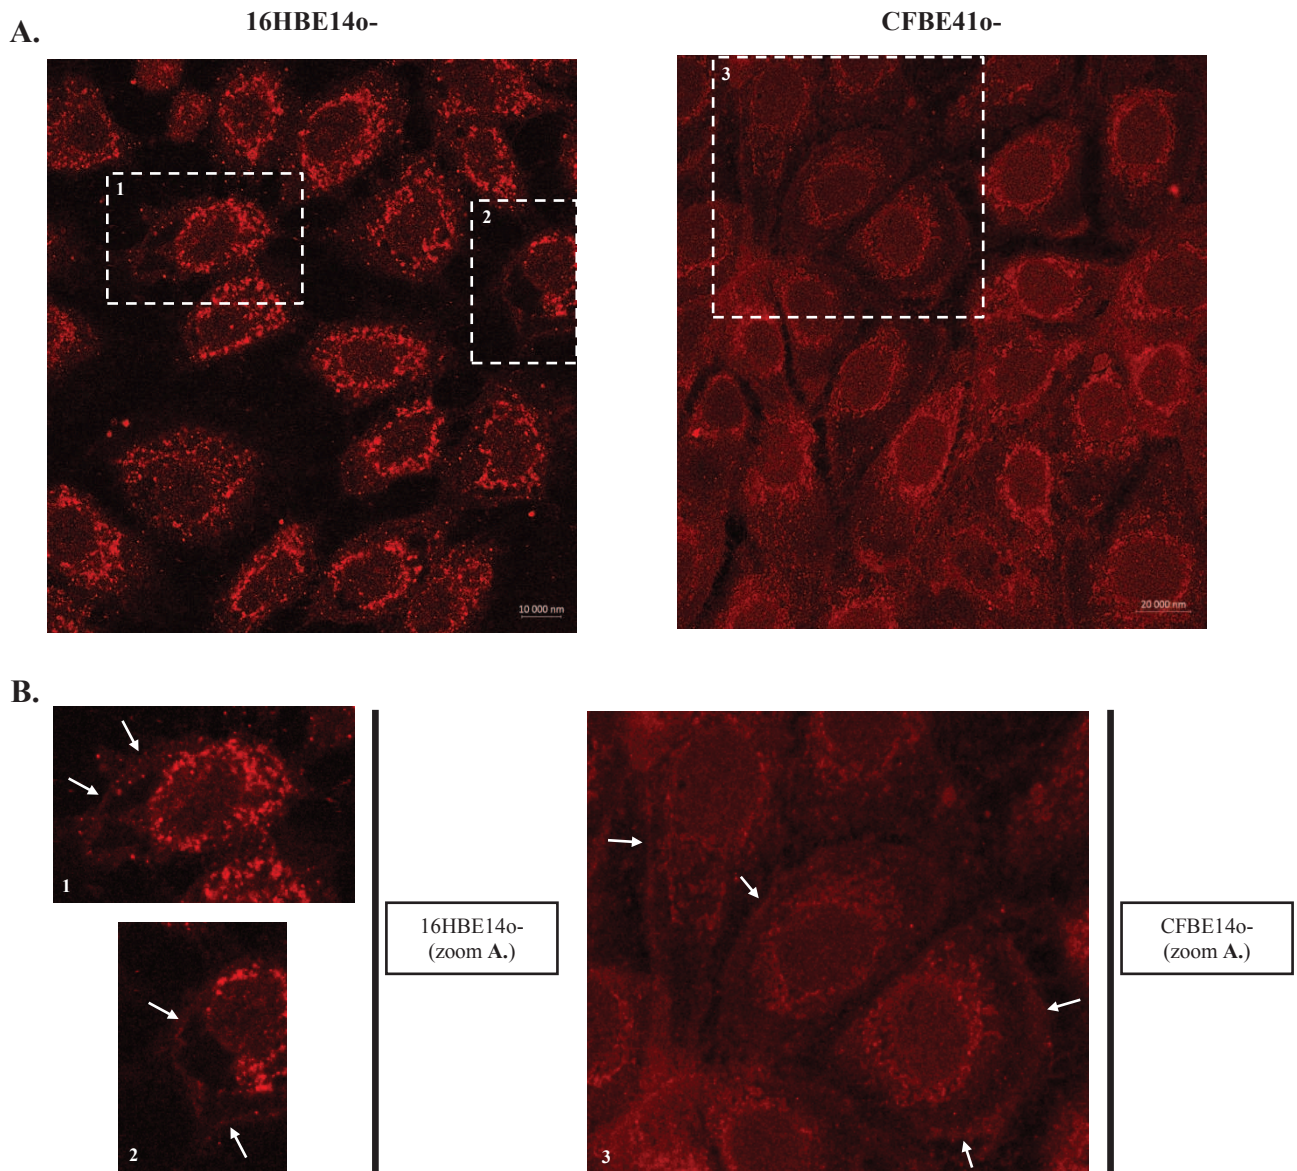 A.
16HBE14o-
CFBE41o-
1
2
3
10 000 nm
20 000 nm
B.
1
2
16HBE14o-
(zoom A.)
3
CFBE14o-
(zoom A.)